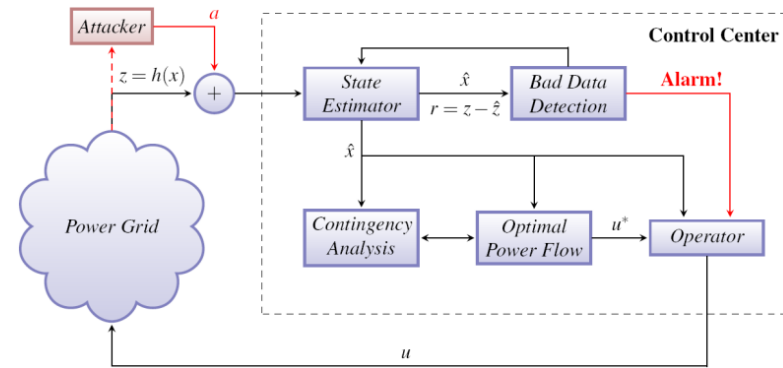 Attacker
a
Control Center
z = h(x)
+
State
Estimator
x̂
r = z − ẑ
Bad Data
Detection
Alarm!
x̂
Power Grid
Contingency
Analysis
Optimal
Power Flow
u*
Operator
u